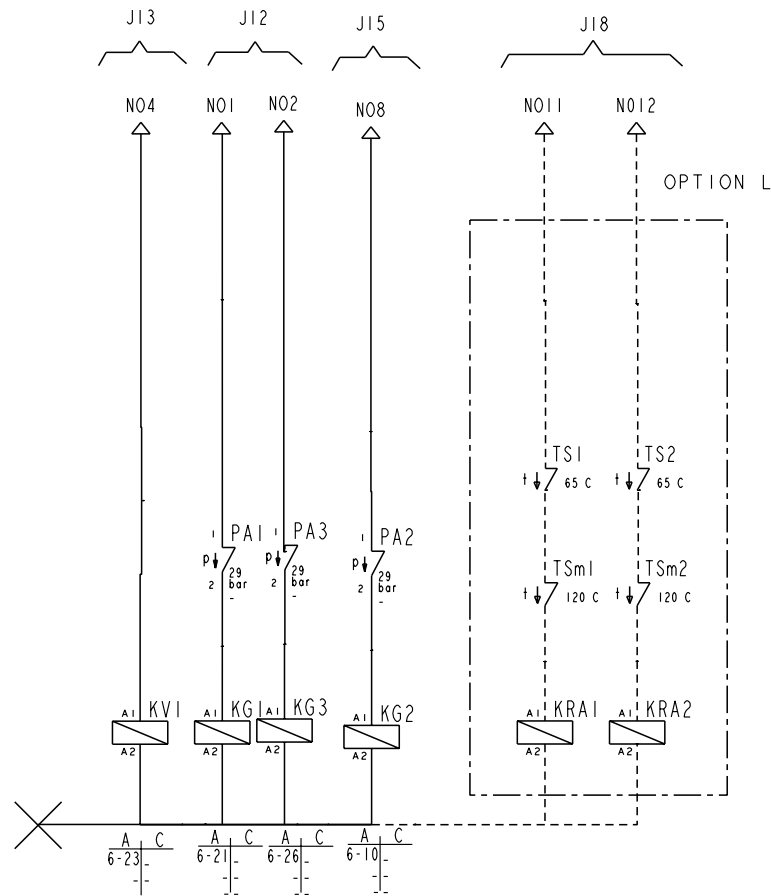 J13 J12 J15 J18
NO4 NO1 NO2 NO8 NO11 NO12
OPTION L
TS1 TS2
t 65 C t 65 C
1 PA1 1 PA3 1 PA2
p p p
2 29 bar - 2 29 bar - 2 29 bar -
TSm1 TSm2
t 120 C t 120 C
A1 KV1 A1 KG1 A1 KG3 A1 KG2 A1 KRA1 A1 KRA2
A2 A2 A2 A2 A2 A2
A C A C A C A C
6-23 6-21 6-26 6-10